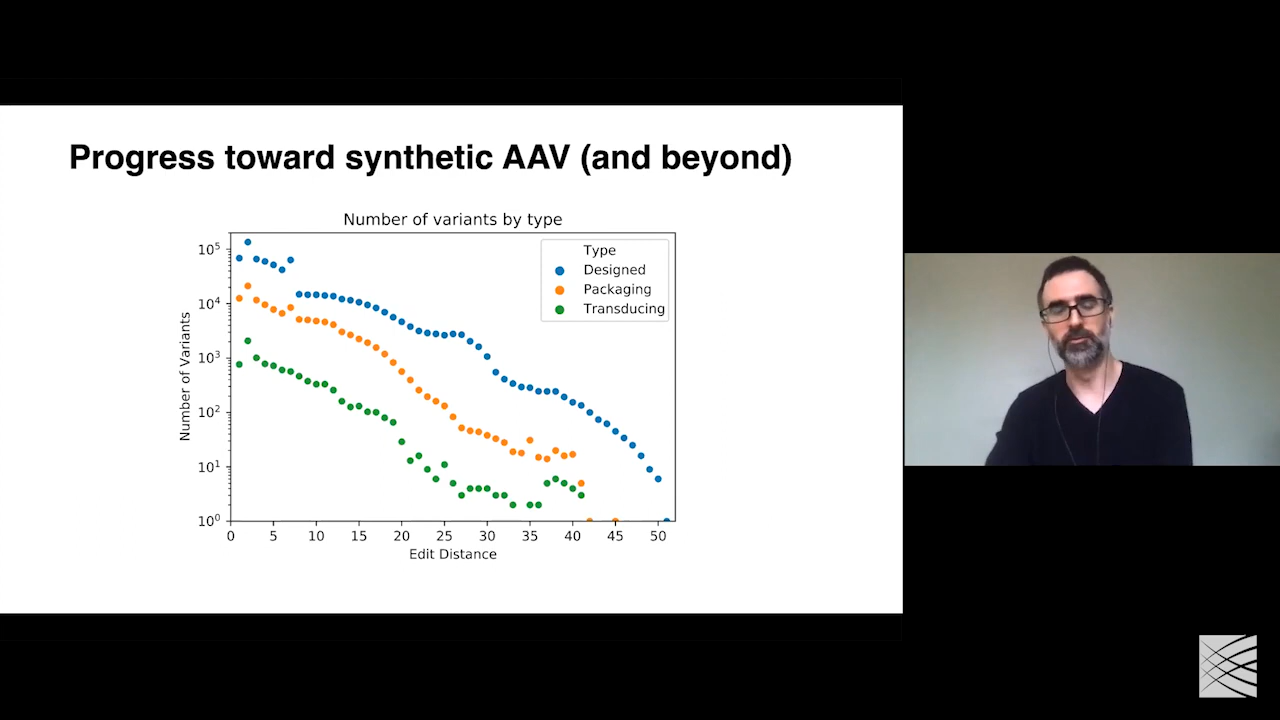 Progress toward synthetic AAV (and beyond)
Number of variants by type
Type
Designed
Packaging
Transducing
Number of Variants
10⁵
10⁴
10³
10²
10¹
10⁰
0 5 10 15 20 25 30 35 40 45 50
Edit Distance